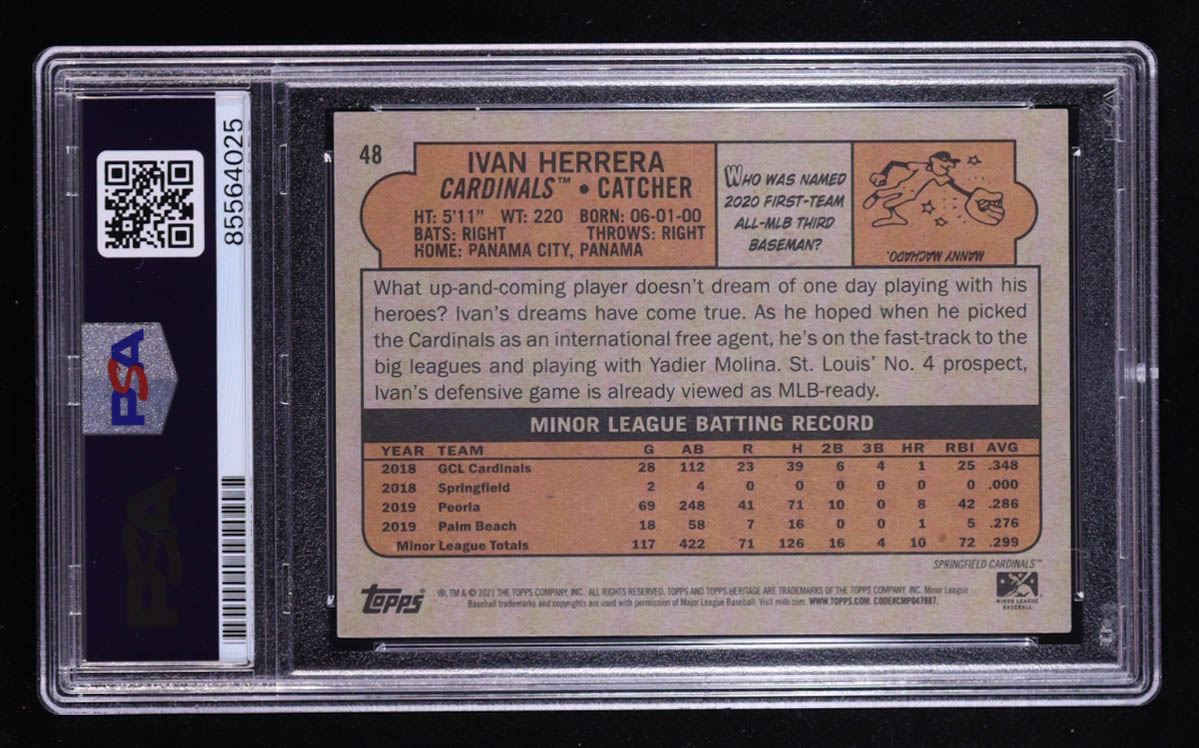 85564025
PSA
PSA
48
IVAN HERRERA
CARDINALS™ • CATCHER
HT: 5'11" WT: 220 BORN: 06-01-00
BATS: RIGHT THROWS: RIGHT
HOME: PANAMA CITY, PANAMA
WHO WAS NAMED
2020 FIRST-TEAM
ALL-MLB THIRD
BASEMAN?
MANNY MACHADO.
What up-and-coming player doesn't dream of one day playing with his
heroes? Ivan's dreams have come true. As he hoped when he picked
the Cardinals as an international free agent, he's on the fast-track to the
big leagues and playing with Yadier Molina. St. Louis' No. 4 prospect,
Ivan's defensive game is already viewed as MLB-ready.
MINOR LEAGUE BATTING RECORD
YEAR TEAM G AB R H 2B 3B HR RBI AVG
2018 GCL Cardinals 28 112 23 39 6 4 1 25 .348
2018 Springfield 2 4 0 0 0 0 0 0 .000
2019 Peoria 69 248 41 71 10 0 8 42 .286
2019 Palm Beach 18 58 7 16 0 0 1 5 .276
Minor League Totals 117 422 71 126 16 4 10 72 .299
SPRINGFIELD CARDINALS™
Topps
®, TM & © 2021 THE TOPPS COMPANY, INC. ALL RIGHTS RESERVED. TOPPS AND TOPPS HERITAGE ARE TRADEMARKS OF THE TOPPS COMPANY, INC. Minor League
Baseball trademarks and copyrights are used with permission of Major League Baseball. Visit milb.com. WWW.TOPPS.COM. CODE#CMP047887.
MINOR LEAGUE
BASEBALL